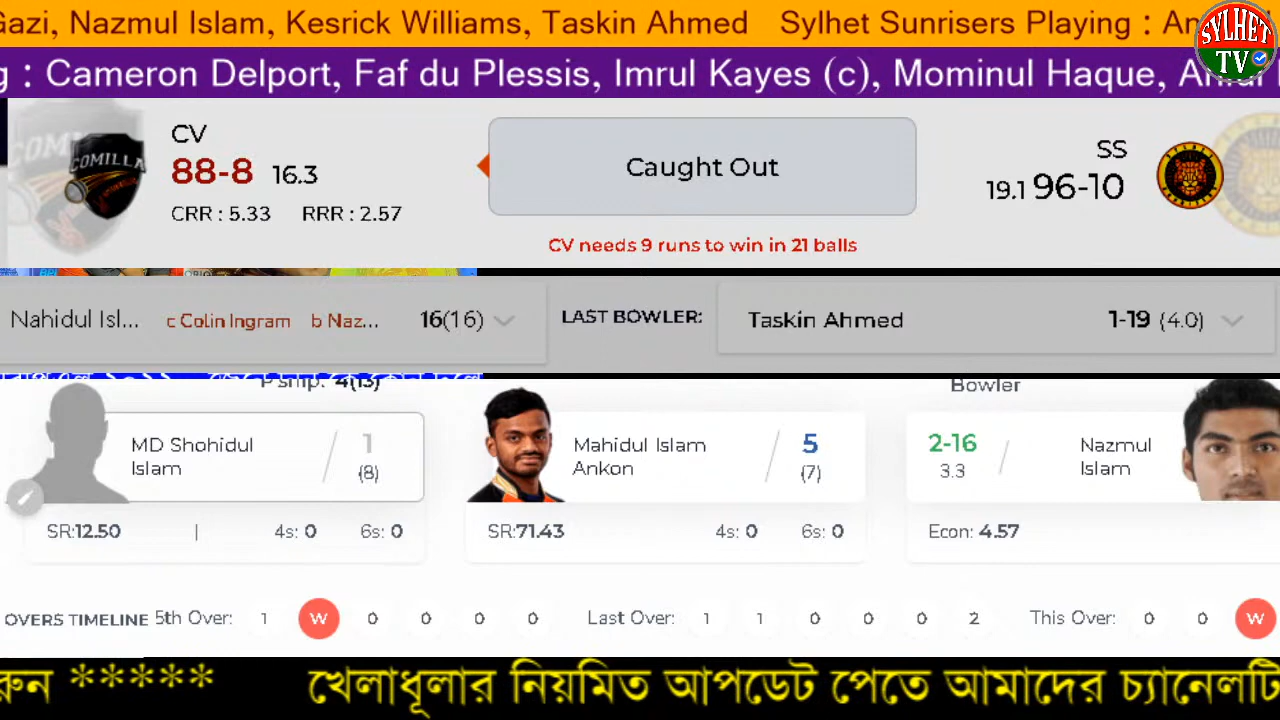 Gazi, Nazmul Islam, Kesrick Williams, Taskin Ahmed Sylhet Sunrisers Playing :
SYLHET TV
g : Cameron Delport, Faf du Plessis, Imrul Kayes (c), Mominul Haque,
COMILLA
CV
88-8 16.3
CRR : 5.33 RRR : 2.57
Caught Out
CV needs 9 runs to win in 21 balls
SS
19.1 96-10
Nahidul Isl... c Colin Ingram b Naz... 16(16)
LAST BOWLER: Taskin Ahmed 1-19 (4.0)
P'ship: 4(13)
Bowler
MD Shohidul Islam 1 (8)
SR:12.50 | 4s: 0 6s: 0
Mahidul Islam Ankon 5 (7)
SR:71.43 4s: 0 6s: 0
2-16 3.3 Nazmul Islam
Econ: 4.57
OVERS TIMELINE 5th Over: 1 W 0 0 0 0 Last Over: 1 1 0 0 0 2 This Over: 0 0 W
রুন ***** খেলাধূলার নিয়মিত আপডেট পেতে আমাদের চ্যানেলটি